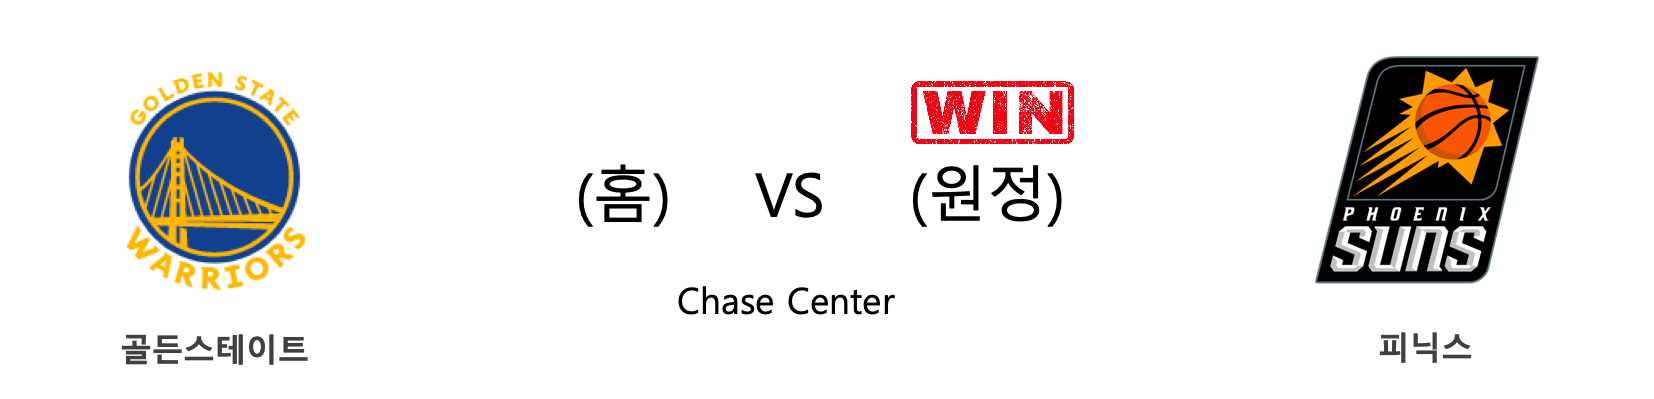 GOLDEN STATE
WARRIORS
골든스테이트
WIN
(홈) VS (원정)
Chase Center
PHOENIX
SUNS
피닉스